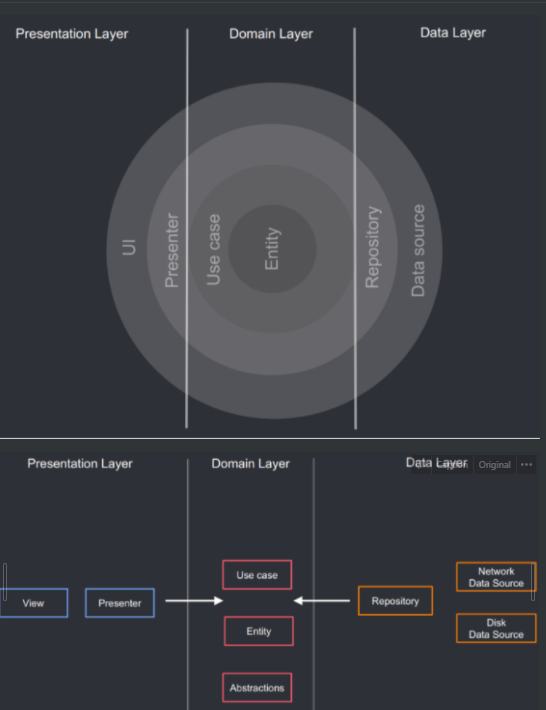 Presentation Layer
Domain Layer
Data Layer
UI
Presenter
Use case
Entity
Repository
Data source
Presentation Layer
Domain Layer
Data Layer
Original
Use case
Network
Data Source
View
Presenter
Repository
Entity
Disk
Data Source
Abstractions